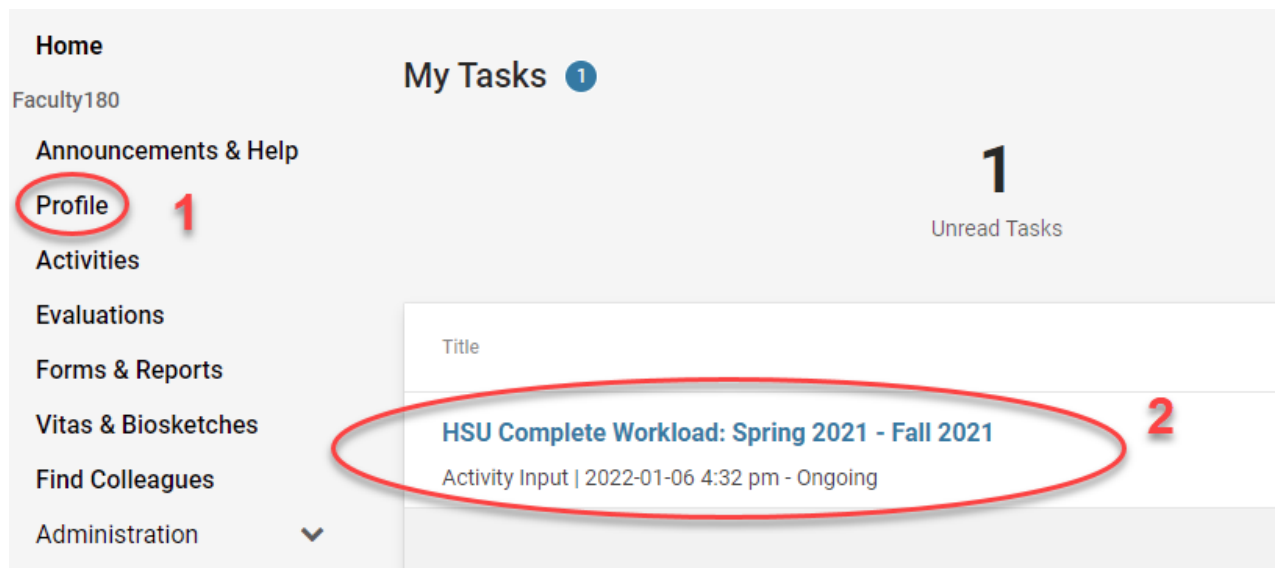 Home
Faculty180
Announcements & Help
Profile 1
Activities
Evaluations
Forms & Reports
Vitas & Biosketches
Find Colleagues
Administration
My Tasks 1
1
Unread Tasks
Title
HSU Complete Workload: Spring 2021 - Fall 2021 2
Activity Input | 2022-01-06 4:32 pm - Ongoing